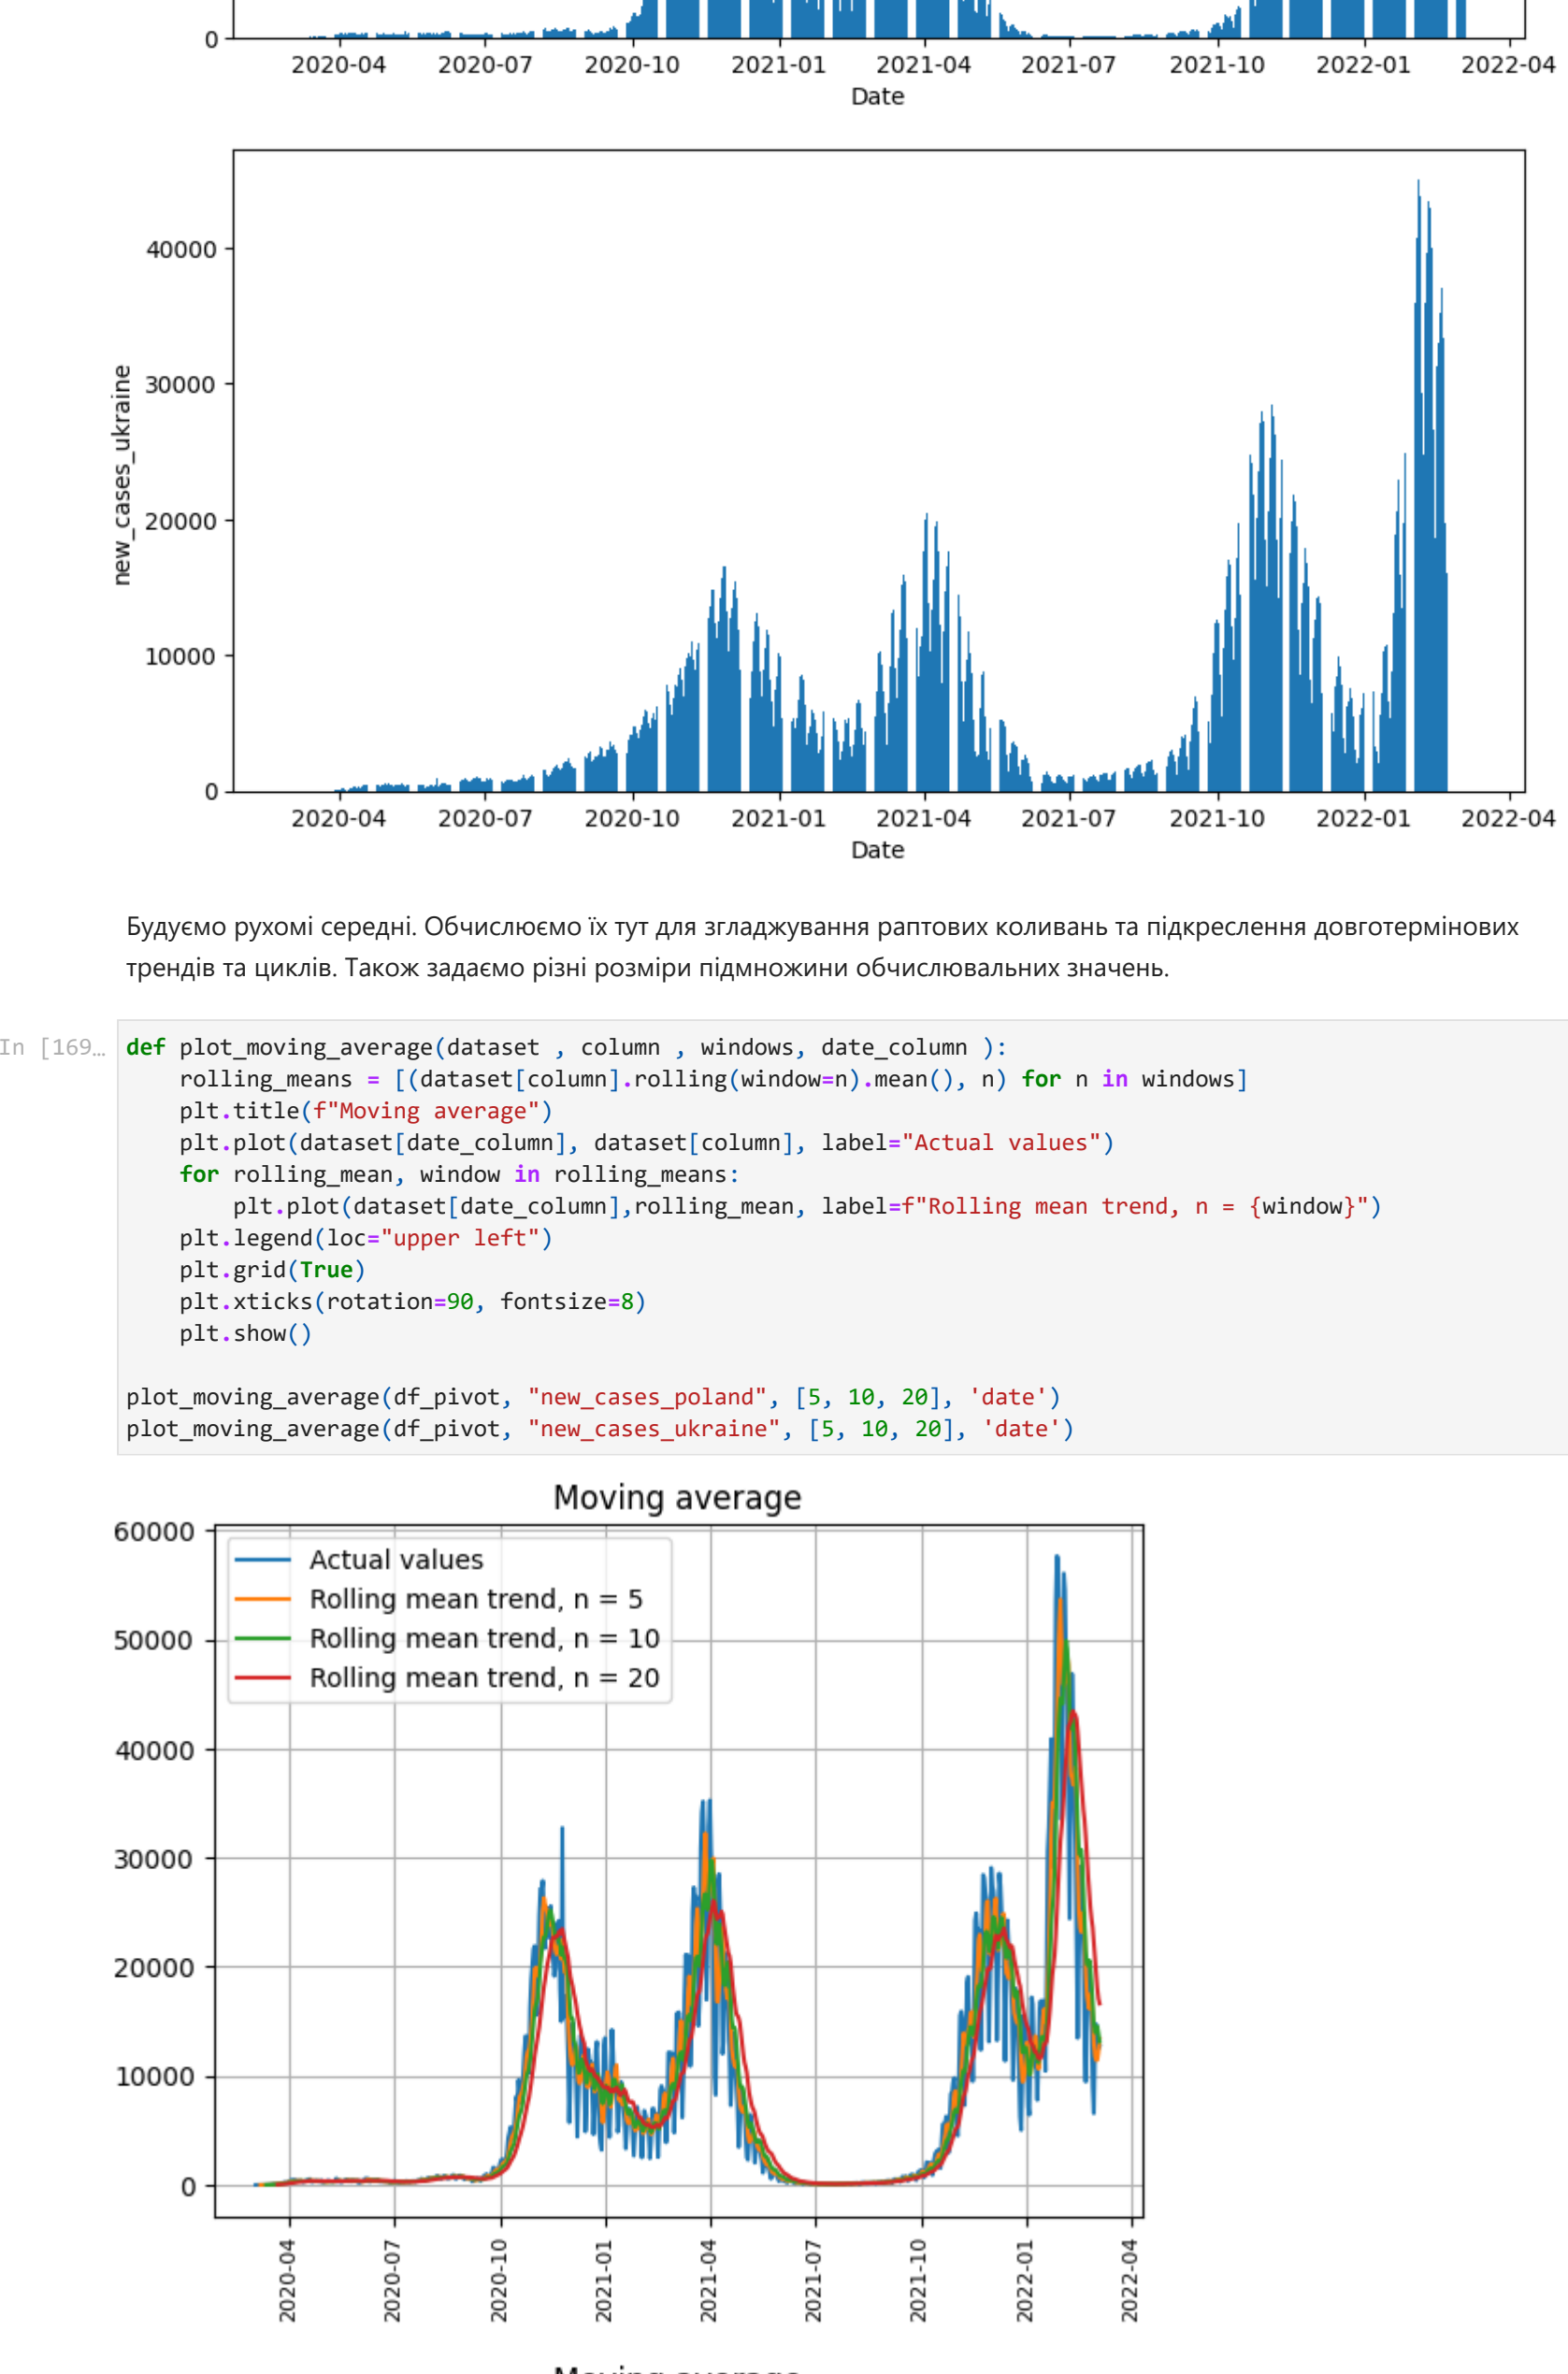 0
2020-04 2020-07 2020-10 2021-01 2021-04 2021-07 2021-10 2022-01 2022-04
Date
40000
30000
20000
10000
0
new_cases_ukraine
2020-04 2020-07 2020-10 2021-01 2021-04 2021-07 2021-10 2022-01 2022-04
Date
Будуємо рухомі середні. Обчислюємо їх тут для згладжування раптових коливань та підкреслення довготермінових
трендів та циклів. Також задаємо різні розміри підмножини обчислювальних значень.
In [169…
def plot_moving_average(dataset , column , windows, date_column ):
    rolling_means = [(dataset[column].rolling(window=n).mean(), n) for n in windows]
    plt.title(f"Moving average")
    plt.plot(dataset[date_column], dataset[column], label="Actual values")
    for rolling_mean, window in rolling_means:
        plt.plot(dataset[date_column],rolling_mean, label=f"Rolling mean trend, n = {window}")
    plt.legend(loc="upper left")
    plt.grid(True)
    plt.xticks(rotation=90, fontsize=8)
    plt.show()
plot_moving_average(df_pivot, "new_cases_poland", [5, 10, 20], 'date')
plot_moving_average(df_pivot, "new_cases_ukraine", [5, 10, 20], 'date')
Moving average
60000
50000
40000
30000
20000
10000
0
Actual values
Rolling mean trend, n = 5
Rolling mean trend, n = 10
Rolling mean trend, n = 20
2020-04 2020-07 2020-10 2021-01 2021-04 2021-07 2021-10 2022-01 2022-04
Moving average